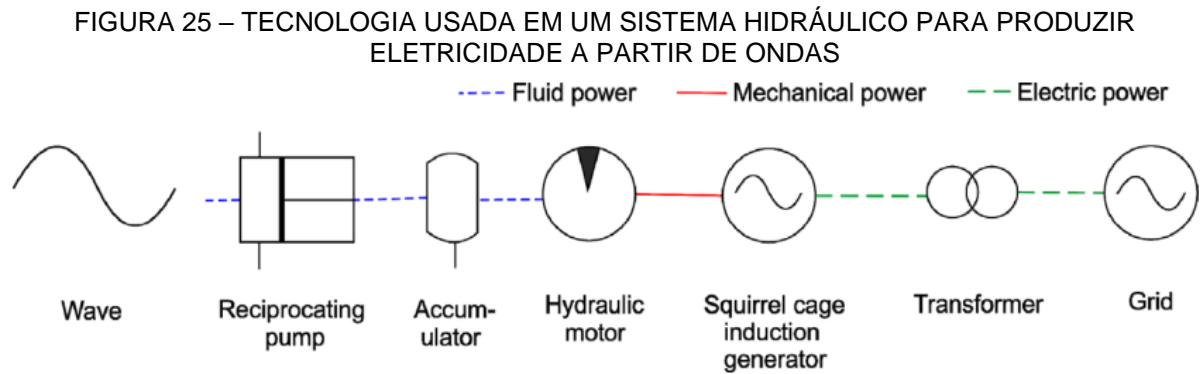 FIGURA 25 – TECNOLOGIA USADA EM UM SISTEMA HIDRÁULICO PARA PRODUZIR
ELETRICIDADE A PARTIR DE ONDAS
Fluid power Mechanical power Electric power
Wave
Reciprocating
pump
Accum-
ulator
Hydraulic
motor
Squirrel cage
induction
generator
Transformer
Grid